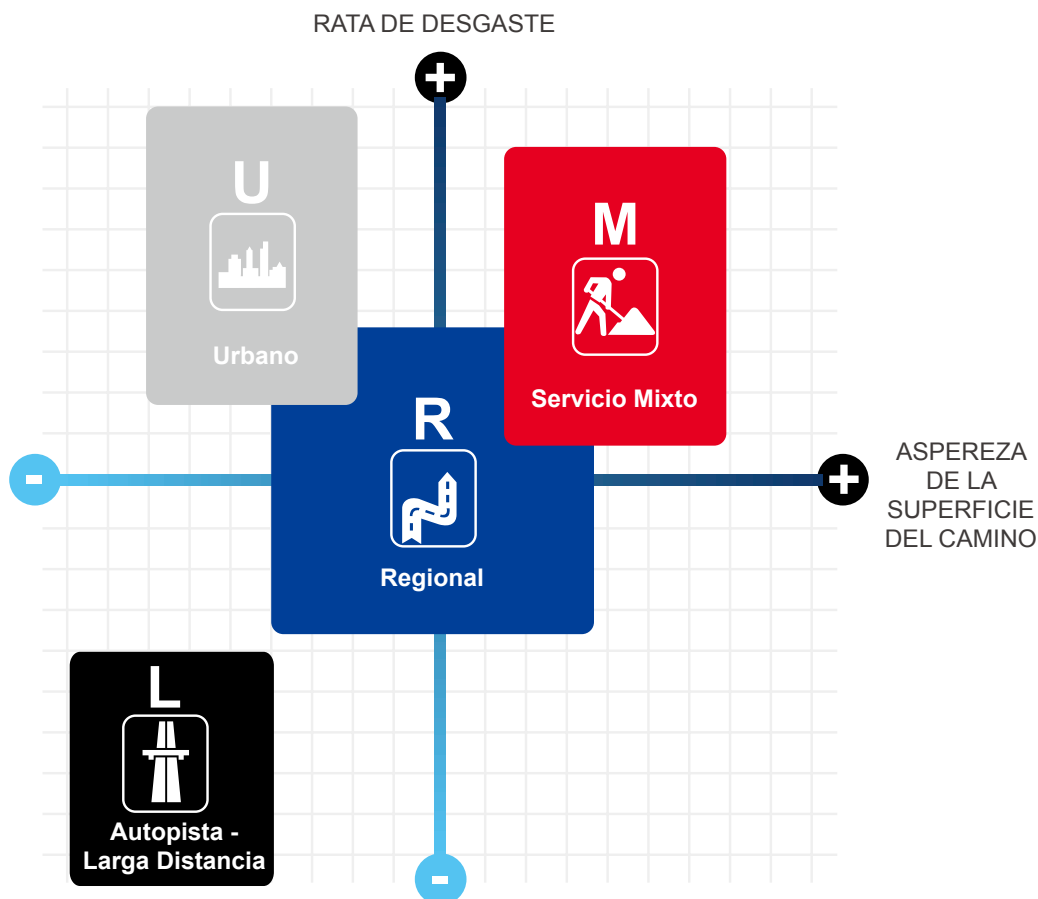 RATA DE DESGASTE
+
U
Urbano
M
Servicio Mixto
R
Regional
-
+
ASPEREZA
DE LA
SUPERFICIE
DEL CAMINO
L
Autopista -
Larga Distancia
-